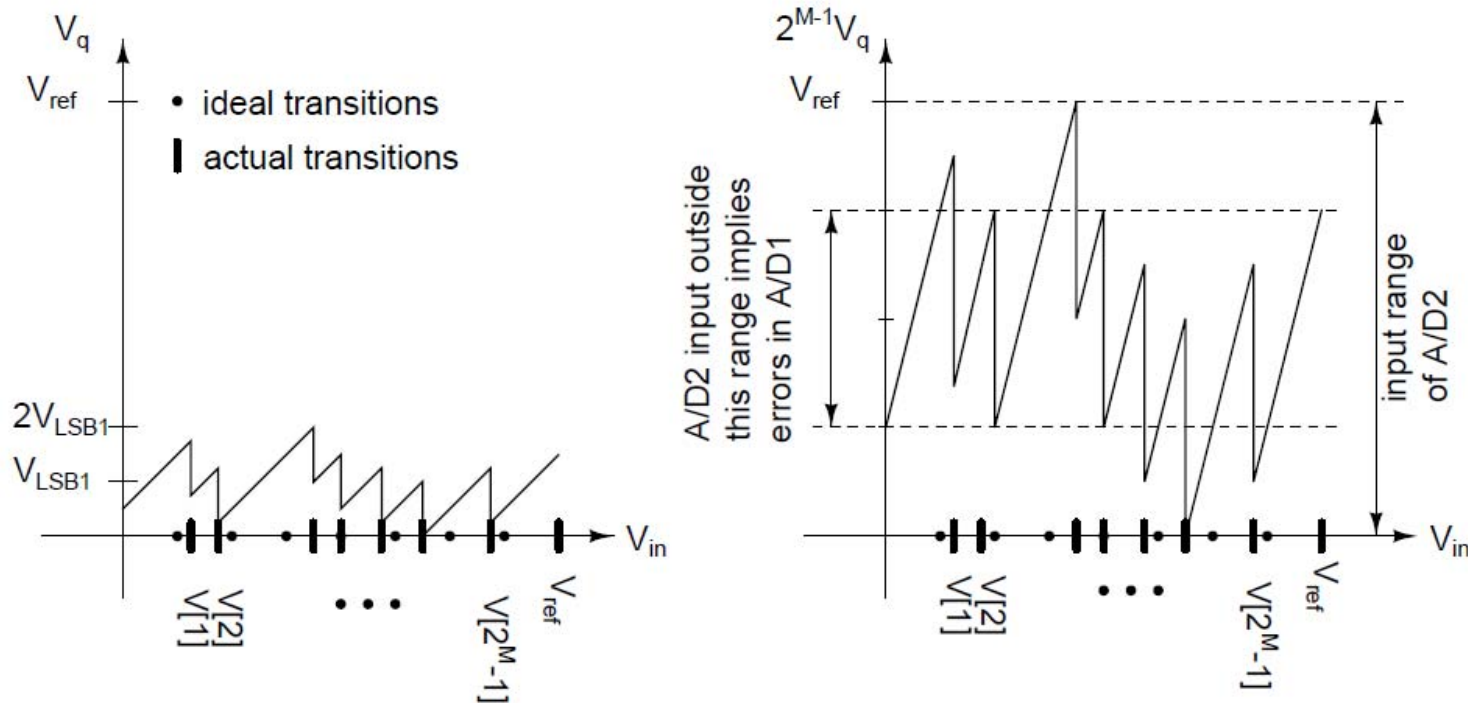 V_q
V_ref
• ideal transitions
actual transitions
2V_LSB1
V_LSB1
V_in
V[1]
V[2]
• • •
V[2^M-1]
V_ref
2^{M-1}V_q
V_ref
A/D2 input outside
this range implies
errors in A/D1
input range
of A/D2
V_in
V[1]
V[2]
• • •
V[2^M-1]
V_ref